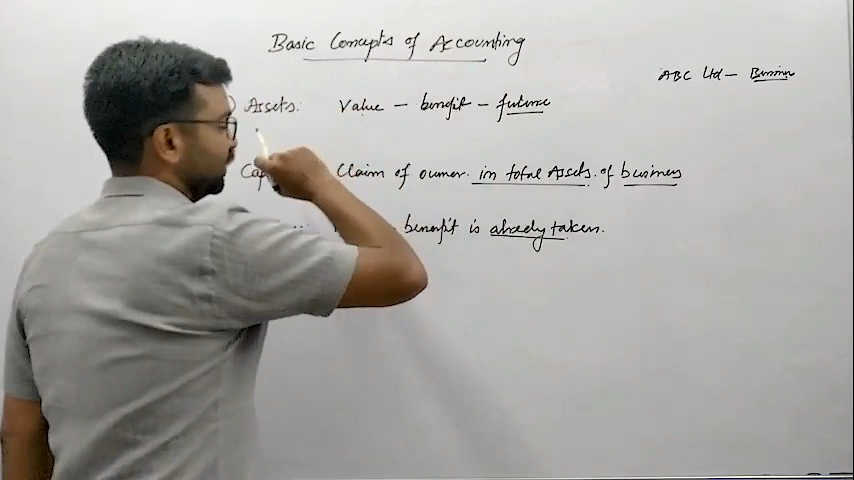 Basic Concepts of Accounting
ABC Ltd — Business
Assets. Value — benefit — future
Claim of owner in total Assets. of business
benefit is already taken.